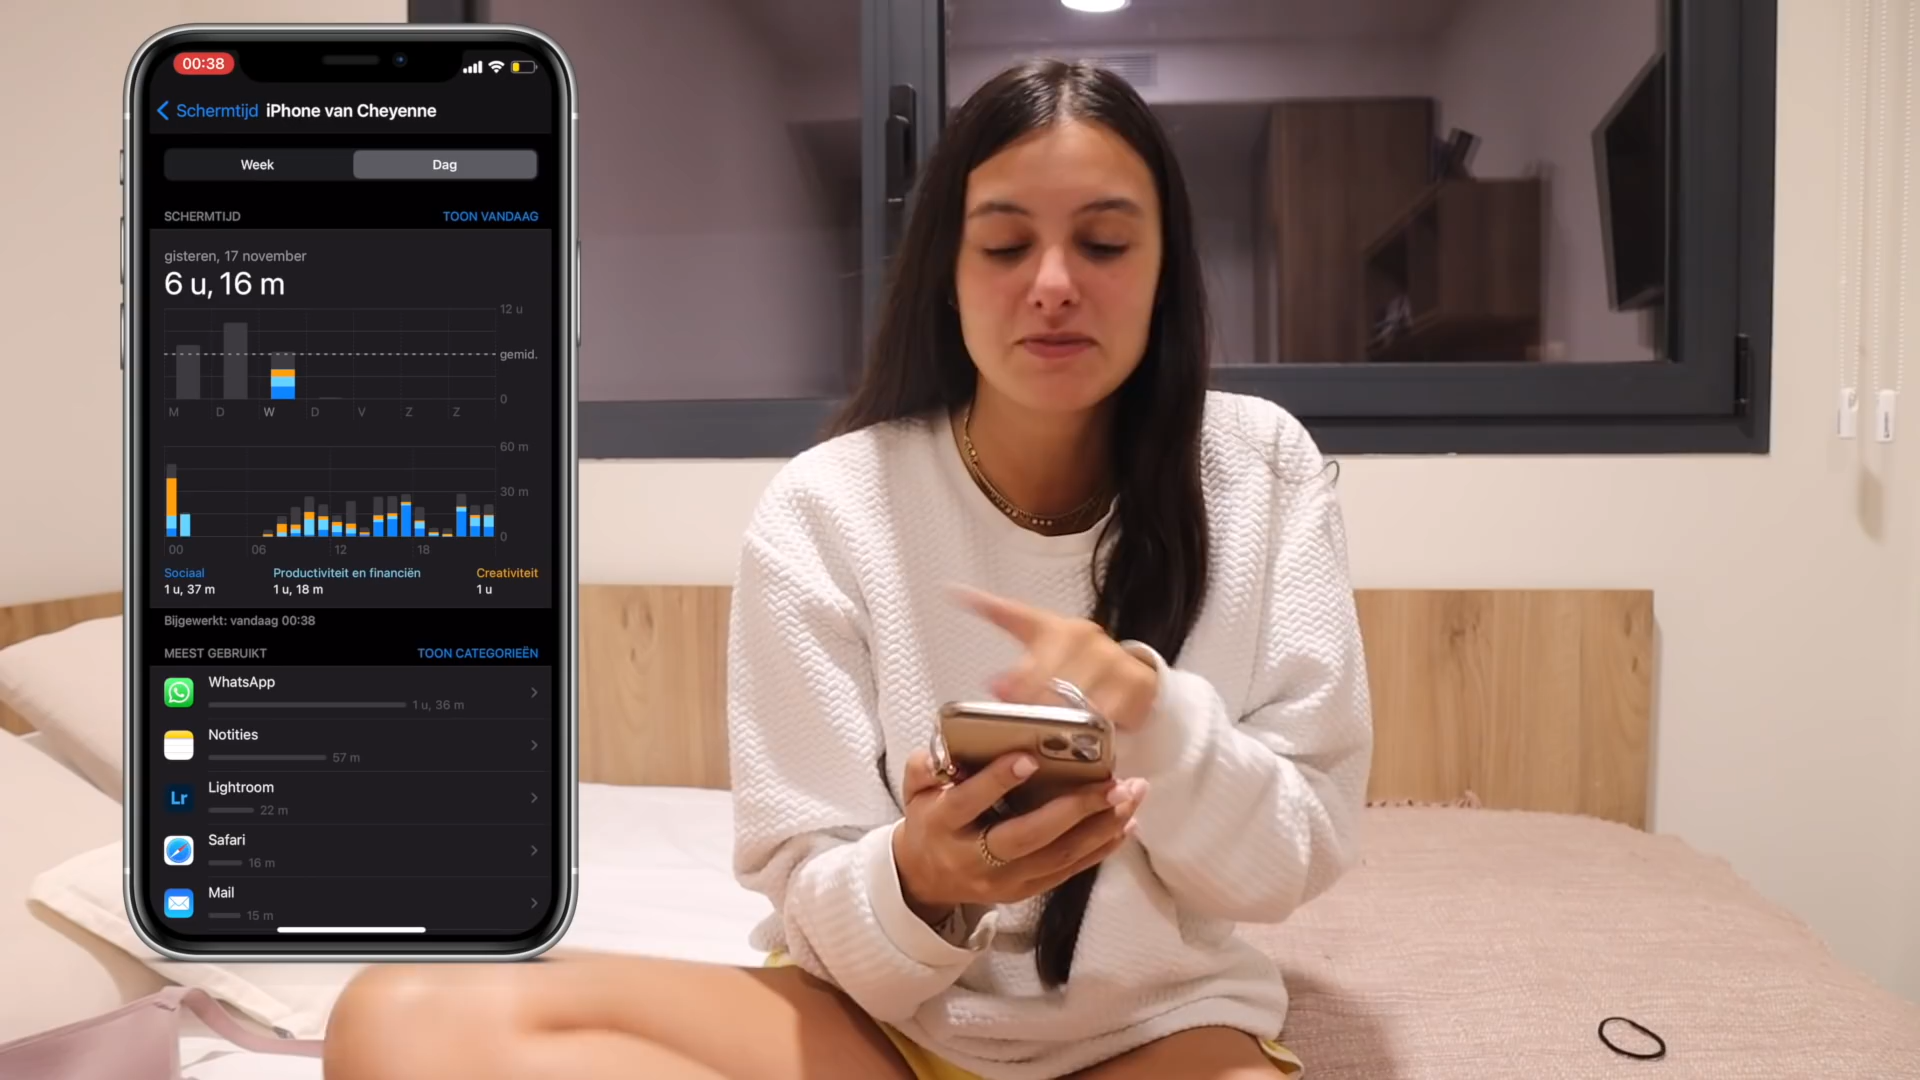 00:38
Schermtijd iPhone van Cheyenne
Week Dag
SCHERMTIJD TOON VANDAAG
gisteren, 17 november
6 u, 16 m
12 u
gemid.
0
M D W D V Z Z
60 m
30 m
0
00 06 12 18
Sociaal Productiviteit en financiën Creativiteit
1 u, 37 m 1 u, 18 m 1 u
Bijgewerkt: vandaag 00:38
MEEST GEBRUIKT TOON CATEGORIEËN
WhatsApp
1 u, 36 m
Notities
57 m
Lr Lightroom
22 m
Safari
16 m
Mail
15 m